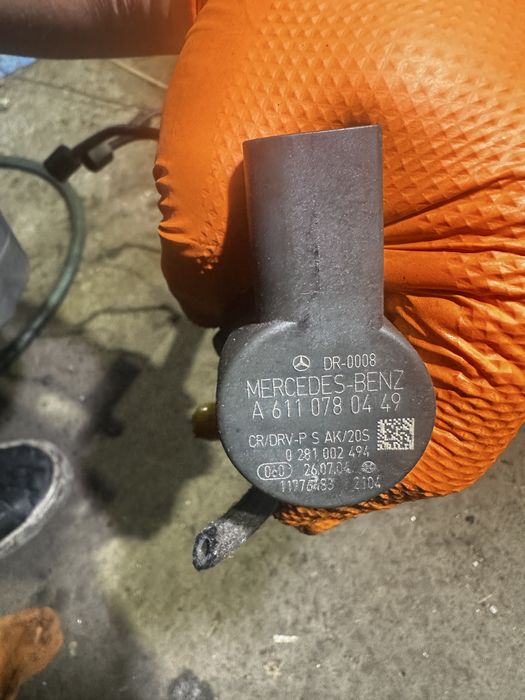 DR-0008
MERCEDES-BENZ
A 611 078 04 49
CR/DRV-P S AK/20S
0 281 002 494
040 26.07.04
2104